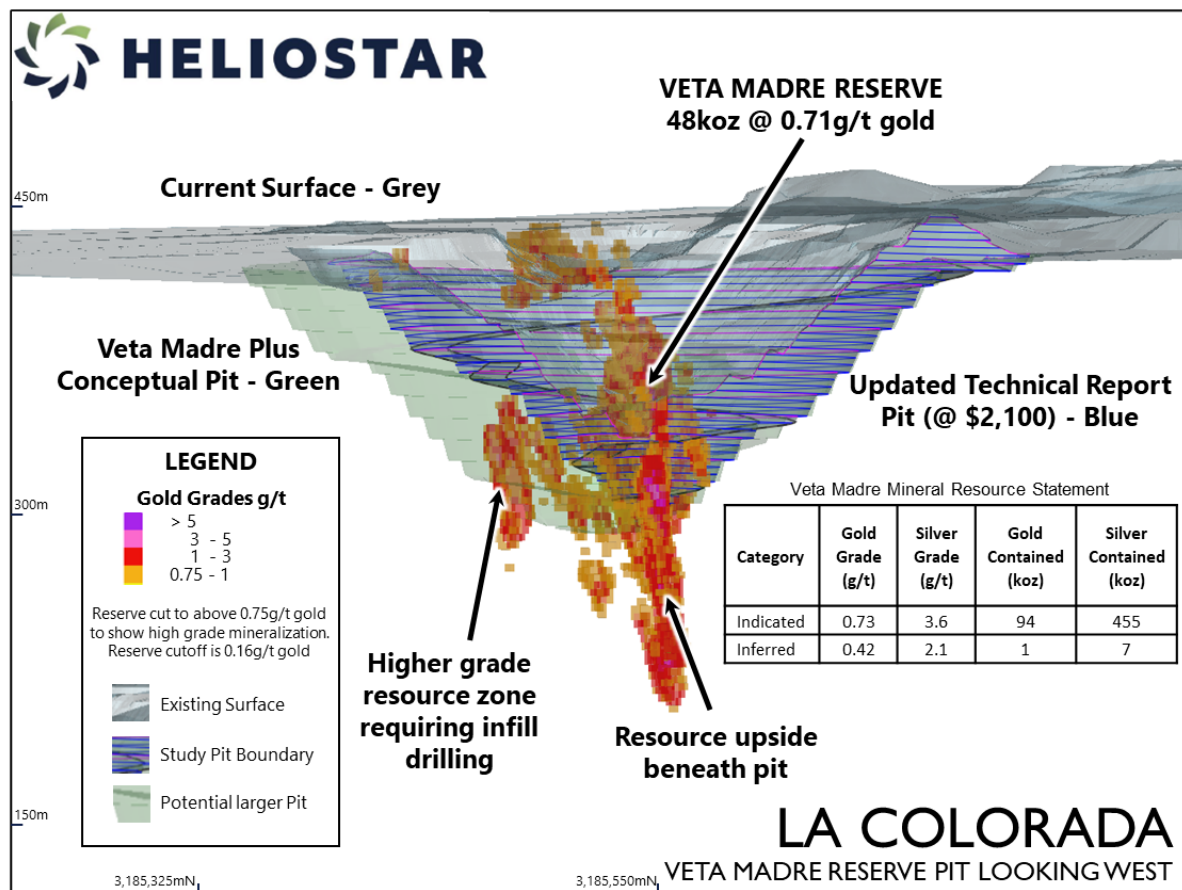 HELIOSTAR
VETA MADRE RESERVE
48koz @ 0.71g/t gold
Current Surface - Grey
450m
Veta Madre Plus
Conceptual Pit - Green
Updated Technical Report
Pit (@ $2,100) - Blue
LEGEND
Gold Grades g/t
> 5
3 - 5
1 - 3
0.75 - 1
Reserve cut to above 0.75g/t gold
to show high grade mineralization.
Reserve cutoff is 0.16g/t gold
Existing Surface
Study Pit Boundary
Potential larger Pit
300m
Veta Madre Mineral Resource Statement
Category Gold Grade (g/t) Silver Grade (g/t) Gold Contained (koz) Silver Contained (koz)
Indicated 0.73 3.6 94 455
Inferred 0.42 2.1 1 7
Higher grade
resource zone
requiring infill
drilling
Resource upside
beneath pit
150m
LA COLORADA
VETA MADRE RESERVE PIT LOOKING WEST
3,185,325mN
3,185,550mN